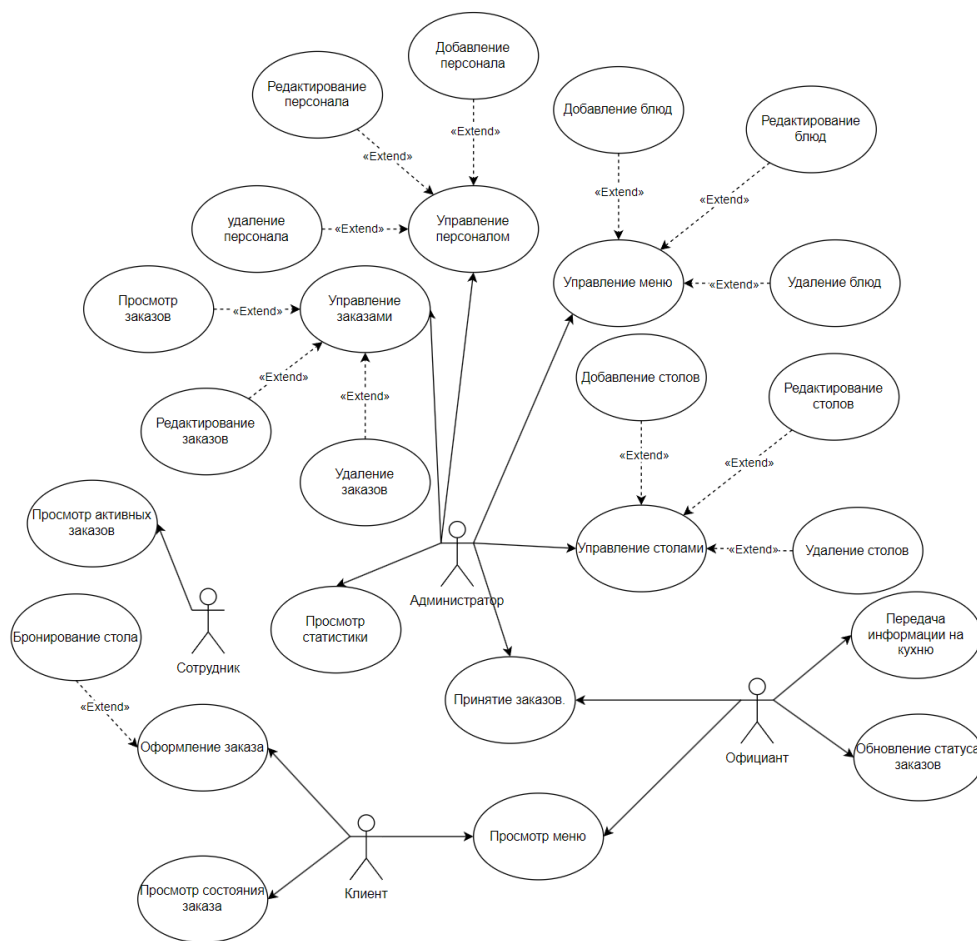 Добавление
персонала
Редактирование
персонала
Добавление блюд
Редактирование
блюд
«Extend»
«Extend»
«Extend»
«Extend»
удаление
персонала
«Extend»
Управление
персоналом
Просмотр
заказов
«Extend»
Управление
заказами
Управление меню
«Extend»
Удаление блюд
«Extend»
Добавление столов
Редактирование
столов
Редактирование
заказов
«Extend»
«Extend»
«Extend»
Удаление
заказов
Просмотр активных
заказов
Управление столами
«Extend»
Удаление столов
Администратор
Просмотр
статистики
Бронирование стола
Сотрудник
Передача
информации на
кухню
«Extend»
Принятие заказов.
Оформление заказа
Официант
Обновление статуса
заказов
Просмотр меню
Клиент
Просмотр состояния
заказа